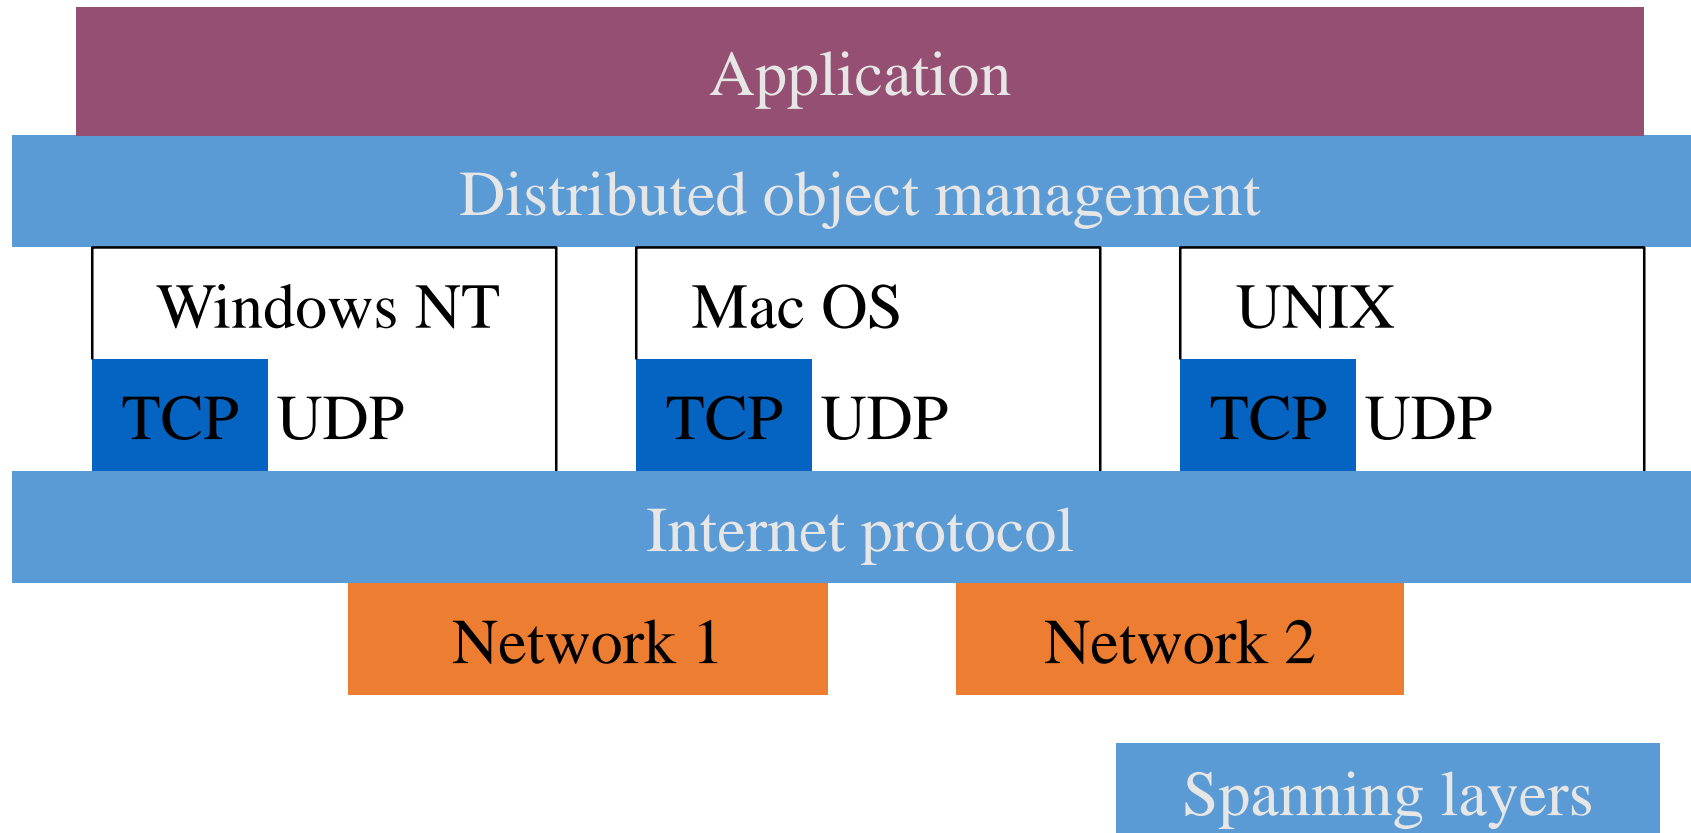 Application
Distributed object management
Windows NT
Mac OS
UNIX
TCP UDP
TCP UDP
TCP UDP
Internet protocol
Network 1
Network 2
Spanning layers